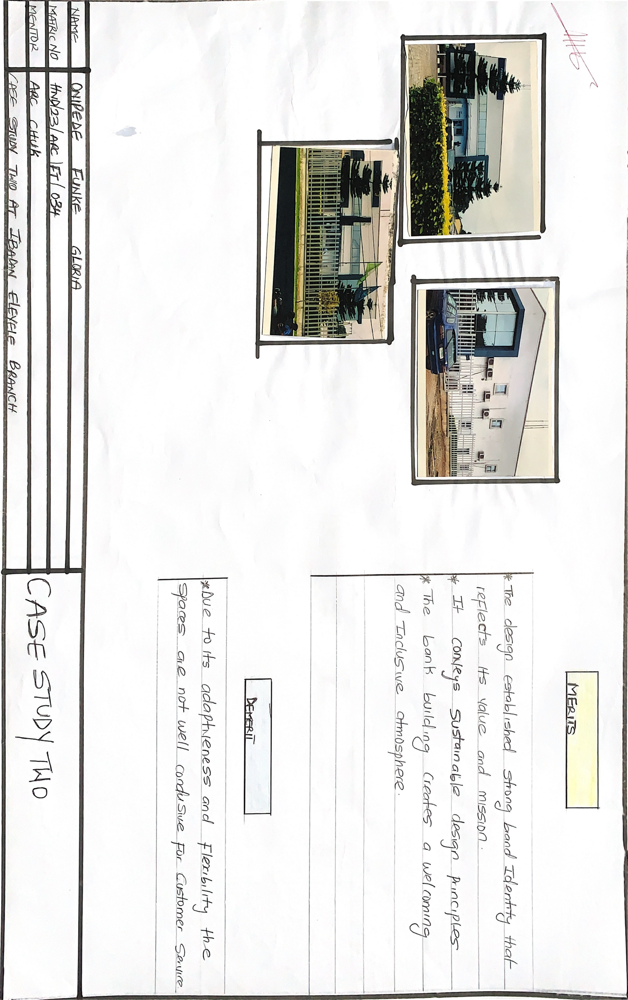 MERITS
* The design established strong brand Identity that
reflects its value and mission.
* It conveys sustainable design principles
* The bank building creates a welcoming
and Inclusive atmosphere.
DEMERIT
* Due to its adaptiveness and flexibility the
spaces are not well condusive for customer service
NAME ONIPEDE FUNKE GLORIA
MATRIC NO HND/23/ARC/FT/034
MENTOR ARC CHUK
CASE STUDY TWO AT IBADAN ELEYELE BRANCH
CASE STUDY TWO